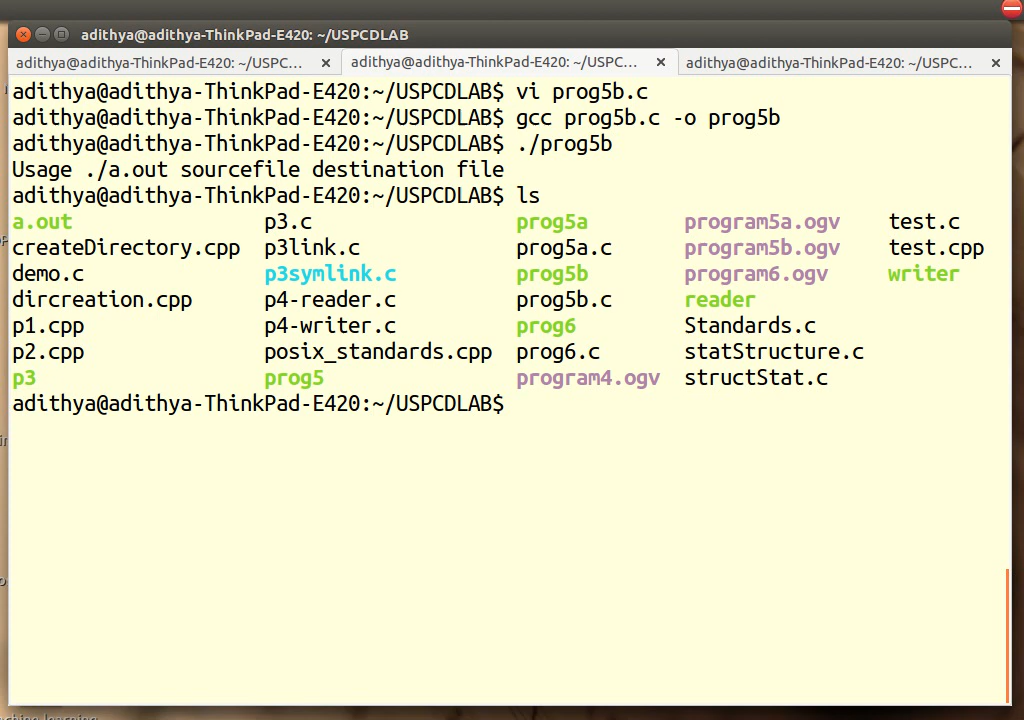 adithya@adithya-ThinkPad-E420: ~/USPCDLAB
adithya@adithya-ThinkPad-E420: ~/USPC... adithya@adithya-ThinkPad-E420: ~/USPC... adithya@adithya-ThinkPad-E420: ~/USPC...
adithya@adithya-ThinkPad-E420:~/USPCDLAB$ vi prog5b.c
adithya@adithya-ThinkPad-E420:~/USPCDLAB$ gcc prog5b.c -o prog5b
adithya@adithya-ThinkPad-E420:~/USPCDLAB$ ./prog5b
Usage ./a.out sourcefile destination file
adithya@adithya-ThinkPad-E420:~/USPCDLAB$ ls
a.out p3.c prog5a program5a.ogv test.c
createDirectory.cpp p3link.c prog5a.c program5b.ogv test.cpp
demo.c p3symlink.c prog5b program6.ogv writer
dircreation.cpp p4-reader.c prog5b.c reader
p1.cpp p4-writer.c prog6 Standards.c
p2.cpp posix_standards.cpp prog6.c statStructure.c
p3 prog5 program4.ogv structStat.c
adithya@adithya-ThinkPad-E420:~/USPCDLAB$